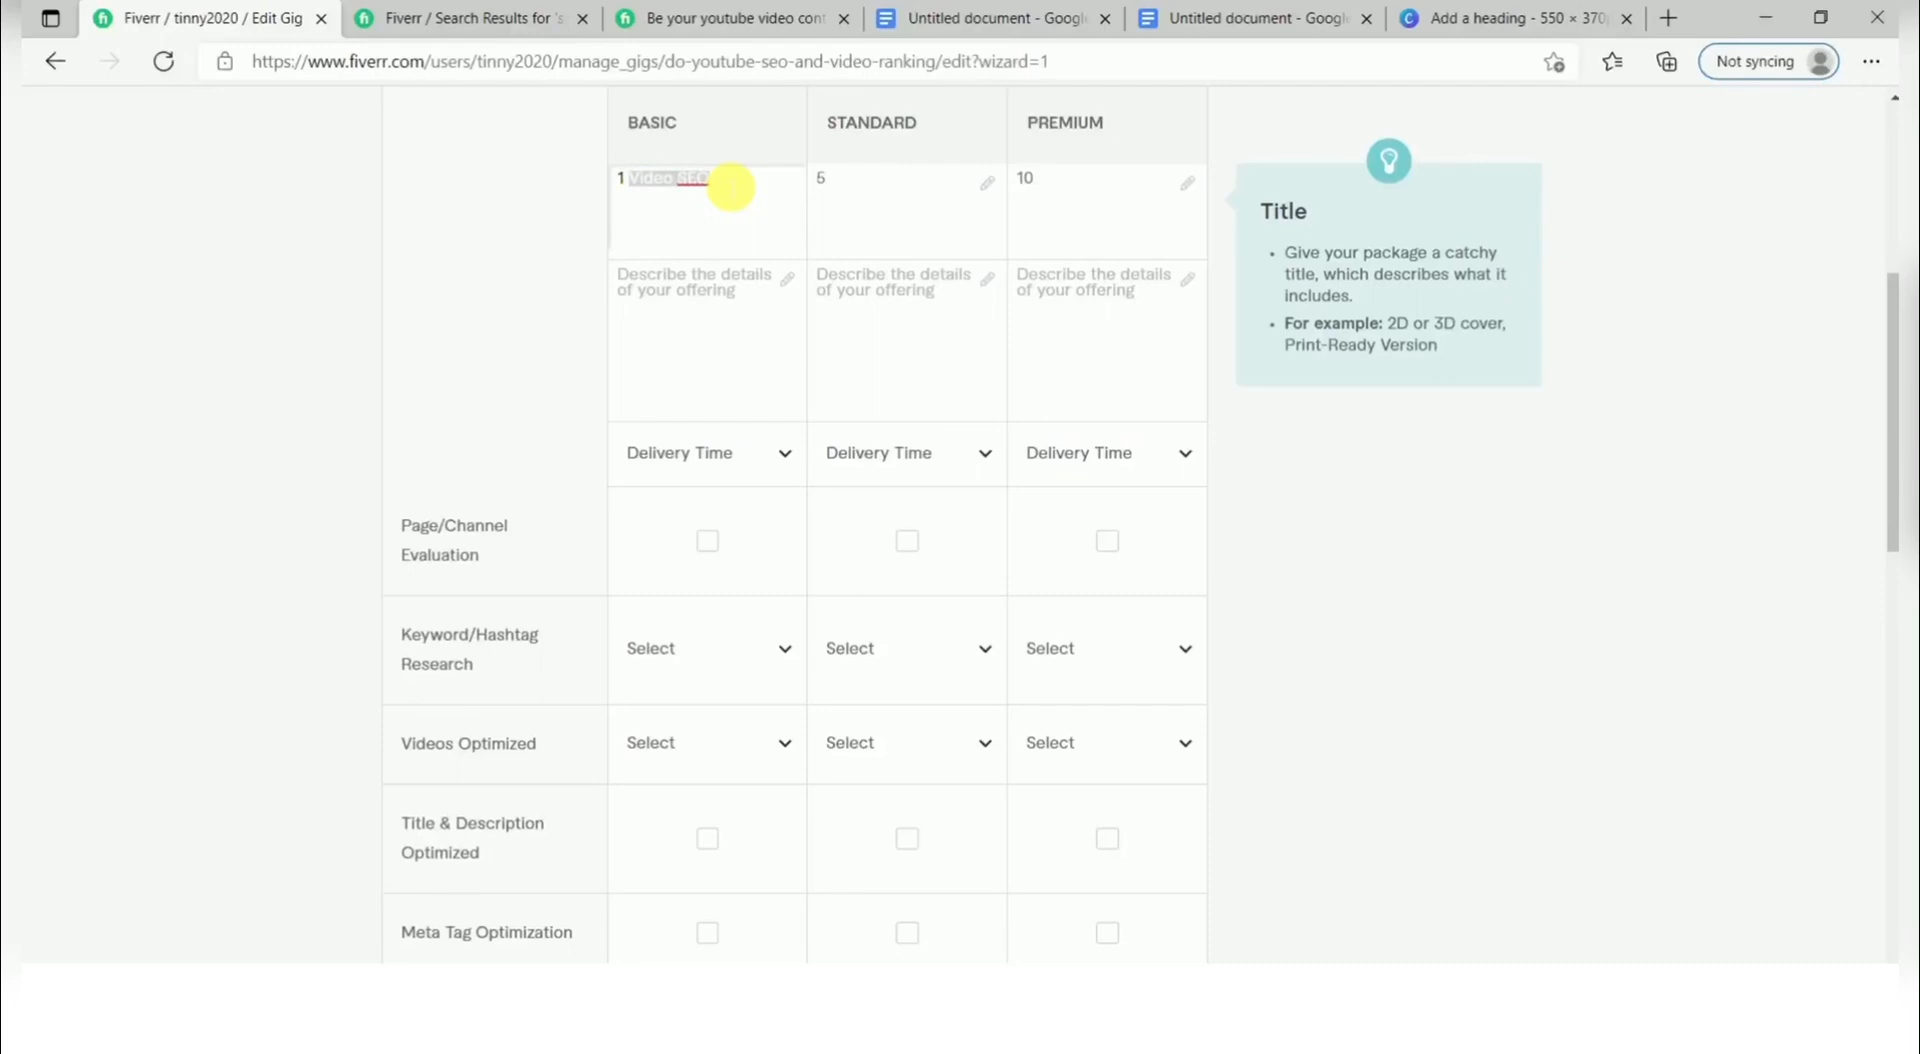 Fiverr / tinny2020 / Edit Gig
Fiverr / Search Results for 's
Be your youtube video cont
Untitled document - Googl
Untitled document - Google
Add a heading - 550 × 370
https://www.fiverr.com/users/tinny2020/manage_gigs/do-youtube-seo-and-video-ranking/edit?wizard=1
Not syncing
BASIC
STANDARD
PREMIUM
1 Video SEO
5
10
Describe the details
of your offering
Describe the details
of your offering
Describe the details
of your offering
Title
Give your package a catchy
title, which describes what it
includes.
For example: 2D or 3D cover,
Print-Ready Version
Delivery Time
Delivery Time
Delivery Time
Page/Channel
Evaluation
Keyword/Hashtag
Research
Select
Select
Select
Videos Optimized
Select
Select
Select
Title & Description
Optimized
Meta Tag Optimization